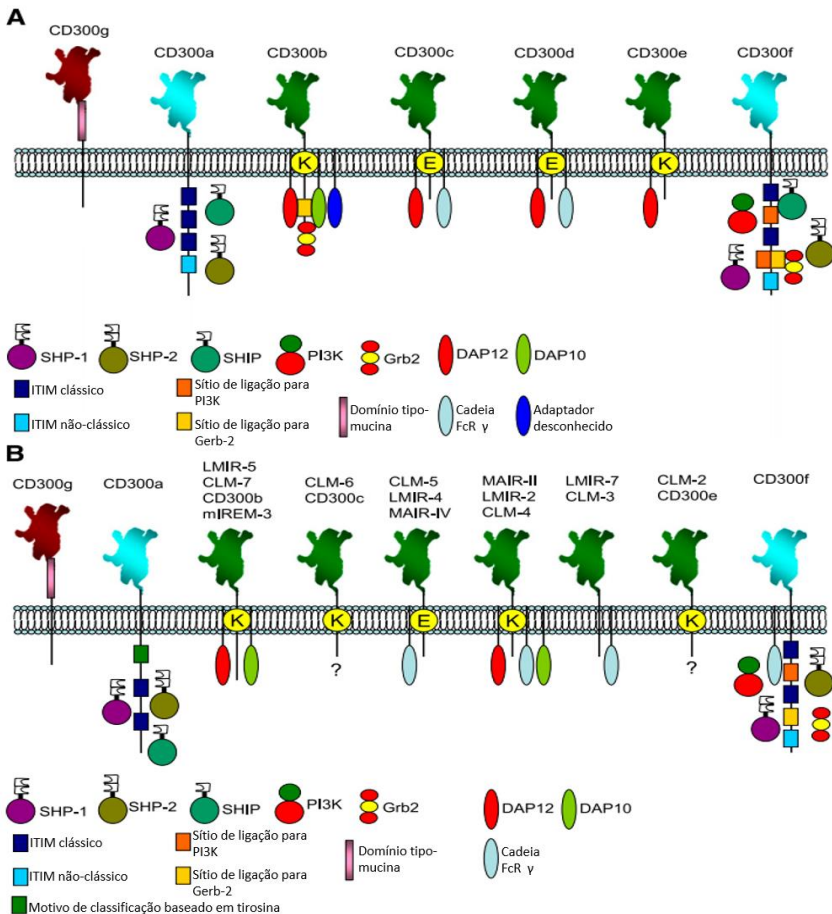 A
CD300g
CD300a
CD300b
CD300c
CD300d
CD300e
CD300f
K
E
E
K
SHP-1
SHP-2
SHIP
PI3K
Grb2
DAP12
DAP10
ITIM clássico
Sítio de ligação para
PI3K
ITIM não-clássico
Sítio de ligação para
Gerb-2
Domínio tipo-
mucina
Cadeia
FcR γ
Adaptador
desconhecido
B
CD300g
CD300a
LMIR-5
CLM-7
CD300b
mIREM-3
CLM-6
CD300c
CLM-5
LMIR-4
MAIR-IV
MAIR-II
LMIR-2
CLM-4
LMIR-7
CLM-3
CLM-2
CD300e
CD300f
K
K
E
K
K
?
?
SHP-1
SHP-2
SHIP
PI3K
Grb2
DAP12
DAP10
ITIM clássico
Sítio de ligação para
PI3K
ITIM não-clássico
Sítio de ligação para
Gerb-2
Domínio tipo-
mucina
Cadeia
FcR γ
Motivo de classificação baseado em tirosina